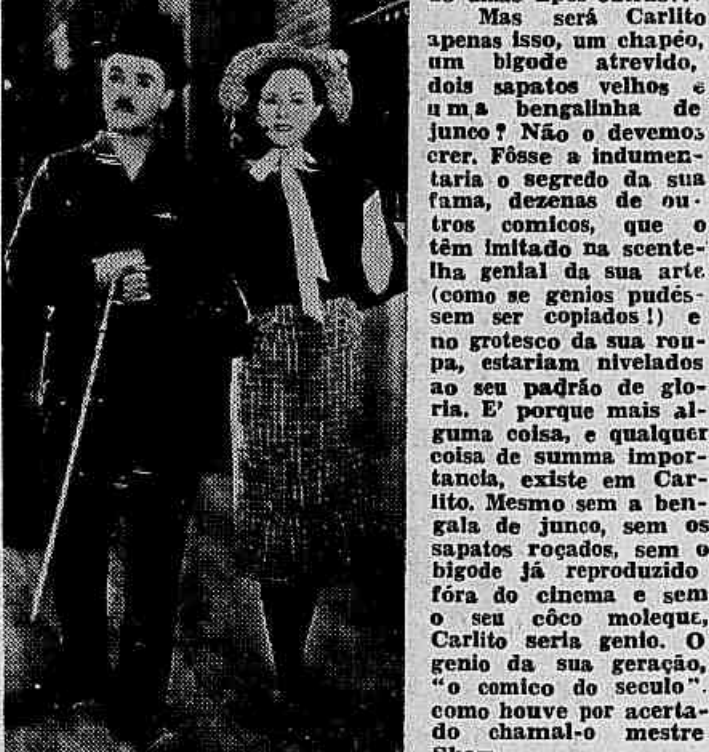 Mas será Carlito
apenas isso, um chapéo,
um bigode atrevido,
dois sapatos velhos e
uma bengalinha de
junco? Não o devemos
crer. Fôsse a indumen-
taria o segredo da sua
fama, dezenas de ou-
tros comicos, que o
têm imitado na scente-
lha genial da sua arte
(como se genios pudés-
sem ser copiados!) e
no grotesco da sua rou-
pa, estariam nivelados
ao seu padrão de glo-
ria. E' porque mais al-
guma coisa, e qualquer
coisa de summa impor-
tancia, existe em Car-
lito. Mesmo sem a ben-
gala de junco, sem os
sapatos roçados, sem o
bigode já reproduzido
fóra do cinema e sem
o seu côco moleque,
Carlito seria genio. O
genio da sua geração,
"o comico do seculo".
como houve por acerta-
do chamal-o mestre